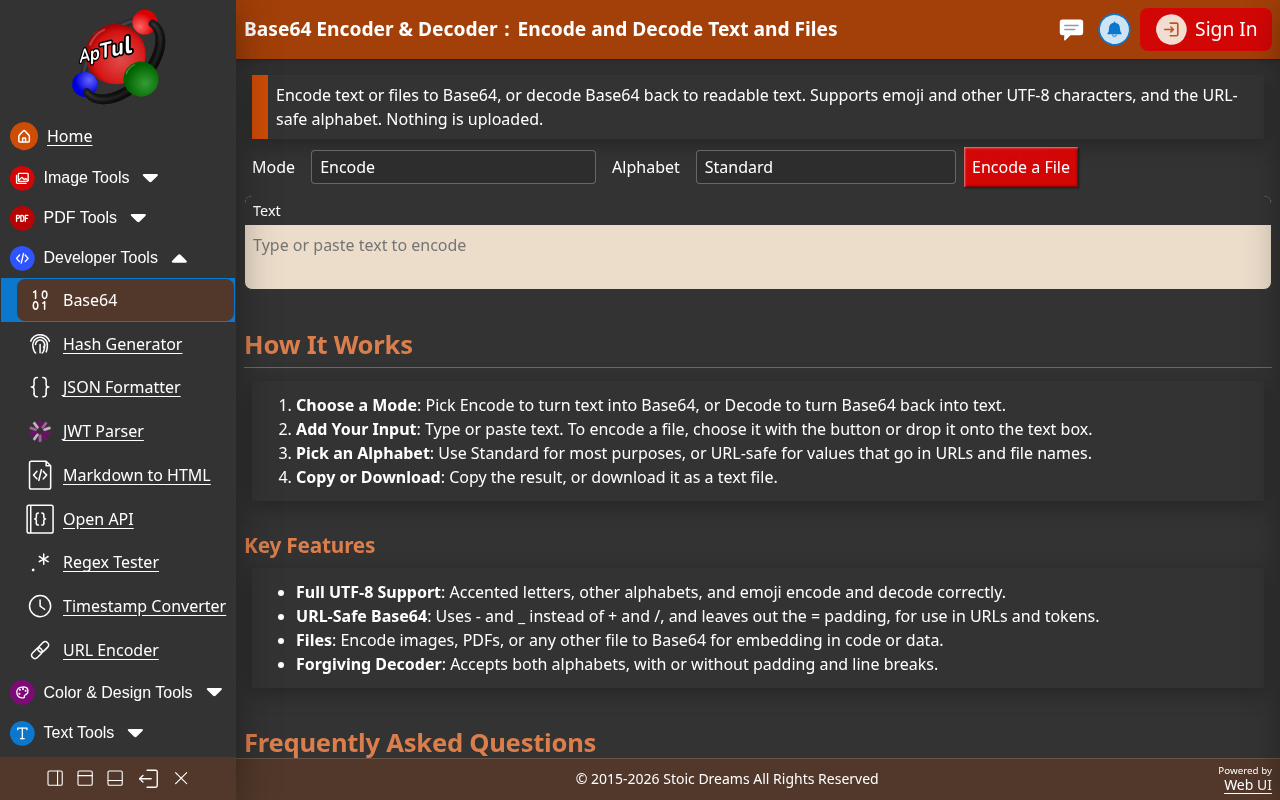 ApTul
Home
Image Tools
PDF
PDF Tools
Developer Tools
Base64
Hash Generator
JSON Formatter
JWT Parser
Markdown to HTML
Open API
Regex Tester
Timestamp Converter
URL Encoder
Color & Design Tools
Text Tools
Base64 Encoder & Decoder : Encode and Decode Text and Files
Sign In
Encode text or files to Base64, or decode Base64 back to readable text. Supports emoji and other UTF-8 characters, and the URL-
safe alphabet. Nothing is uploaded.
Mode Encode Alphabet Standard Encode a File
Text
Type or paste text to encode
How It Works
1. Choose a Mode: Pick Encode to turn text into Base64, or Decode to turn Base64 back into text.
2. Add Your Input: Type or paste text. To encode a file, choose it with the button or drop it onto the text box.
3. Pick an Alphabet: Use Standard for most purposes, or URL-safe for values that go in URLs and file names.
4. Copy or Download: Copy the result, or download it as a text file.
Key Features
• Full UTF-8 Support: Accented letters, other alphabets, and emoji encode and decode correctly.
• URL-Safe Base64: Uses - and _ instead of + and /, and leaves out the = padding, for use in URLs and tokens.
• Files: Encode images, PDFs, or any other file to Base64 for embedding in code or data.
• Forgiving Decoder: Accepts both alphabets, with or without padding and line breaks.
Frequently Asked Questions
© 2015-2026 Stoic Dreams All Rights Reserved
Powered by
Web UI